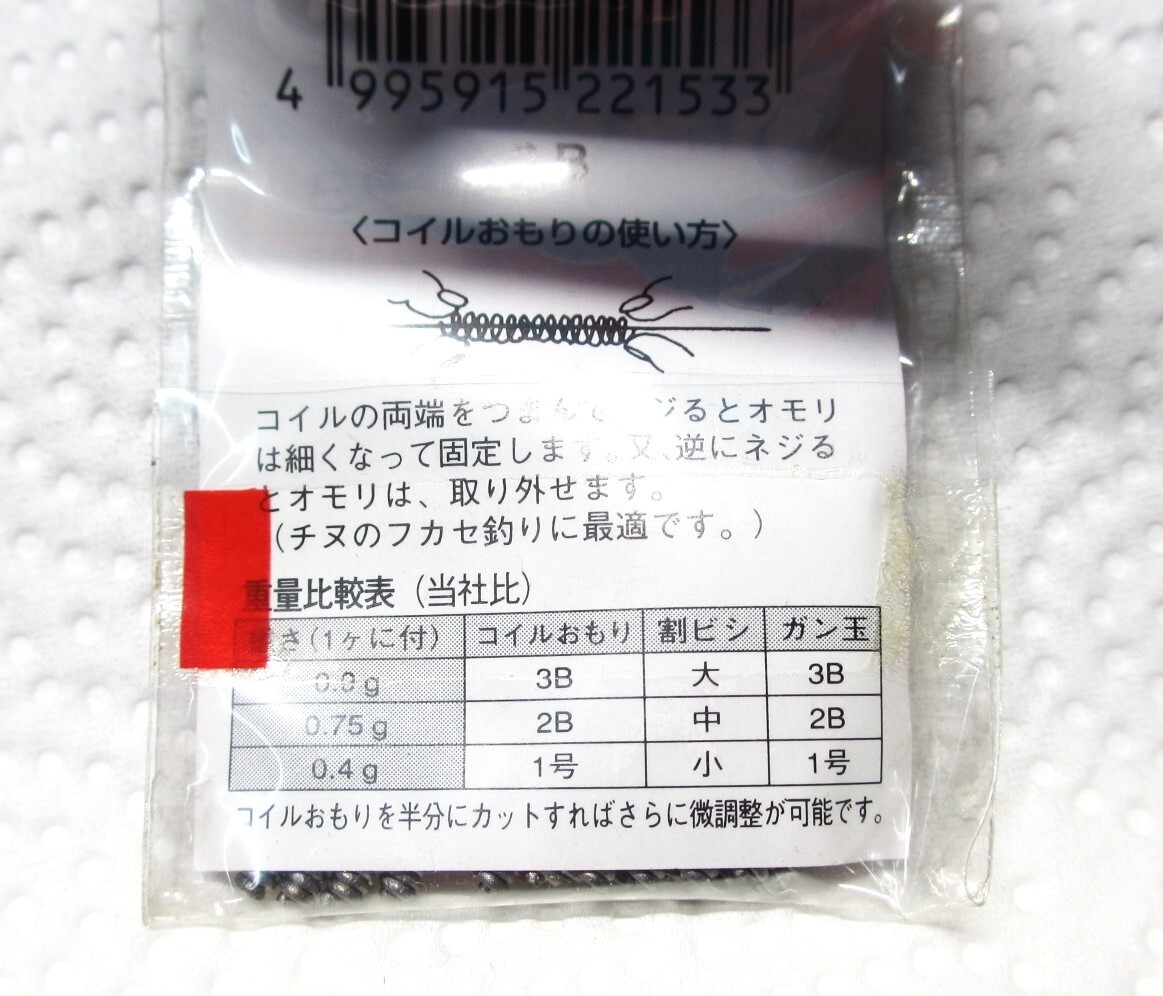 4 995915 221533
B
〈コイルおもりの使い方〉
コイルの両端をつまんで ジるとオモリ
は細くなって固定します。又、逆にネジる
とオモリは、取り外せます。
(チヌのフカセ釣りに最適です。)
重量比較表(当社比)
さ(1ヶに付) コイルおもり 割ビシ ガン玉
3B 大 3B
0.75g 2B 中 2B
0.4g 1号 小 1号
コイルおもりを半分にカットすればさらに微調整が可能です。